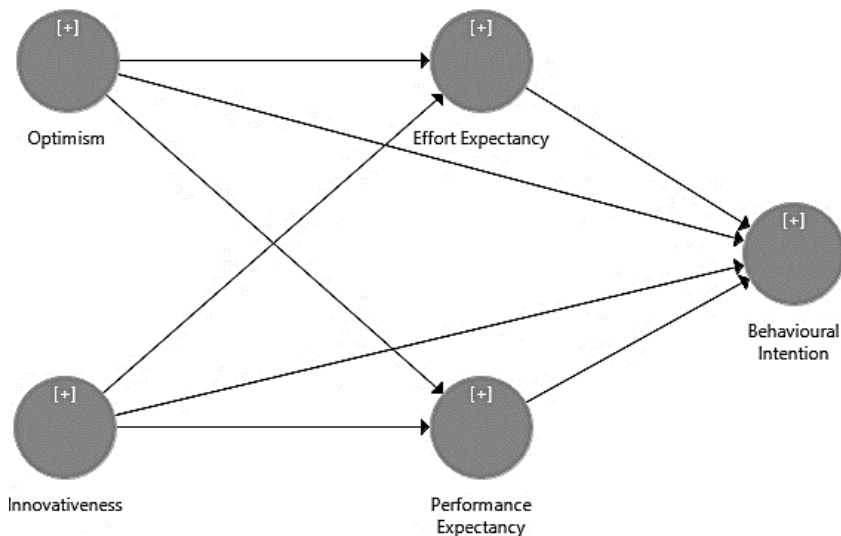 [+]
[+]
Optimism
Effort Expectancy
[+]
Behavioural
Intention
[+]
[+]
Innovativeness
Performance
Expectancy